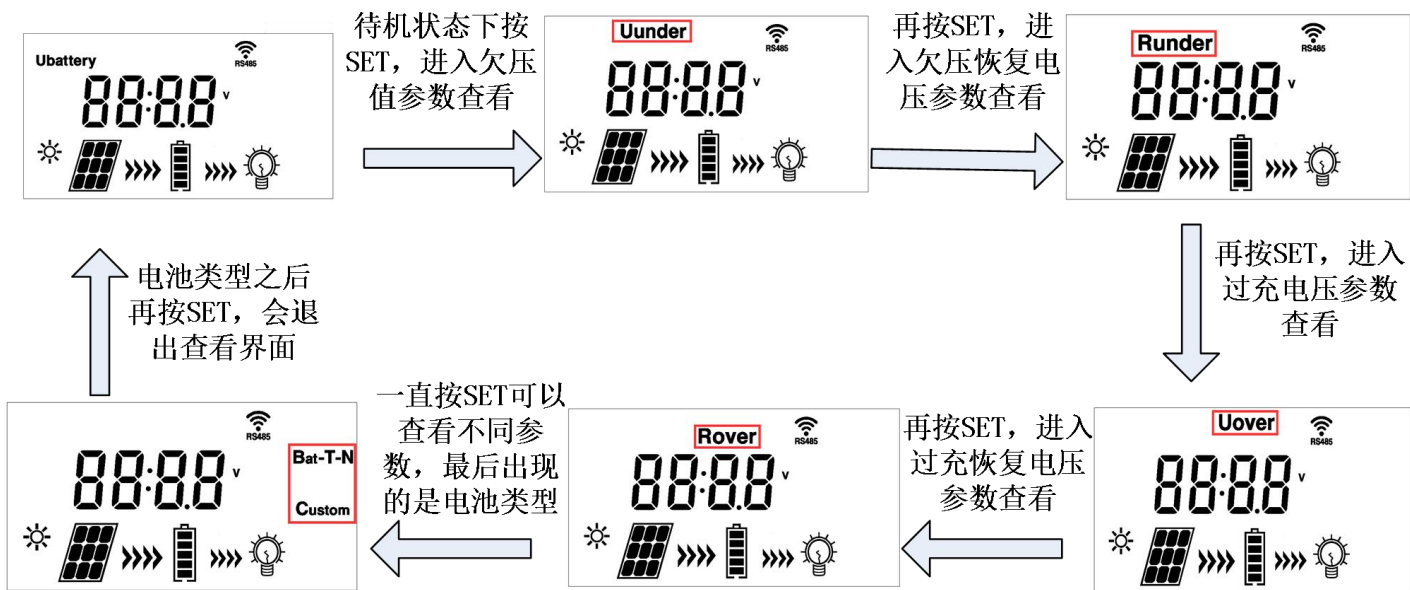 Ubattery
RS485
88:8.8 v
待机状态下按
SET，进入欠压
值参数查看
Uunder
RS485
88:8.8 v
再按SET，进
入欠压恢复电
压参数查看
Runder
RS485
88:8.8 v
再按SET，进入
过充电压参数
查看
Uover
RS485
88:8.8 v
再按SET，进入
过充恢复电压
参数查看
Rover
RS485
88:8.8 v
一直按SET可以
查看不同参
数，最后出现
的是电池类型
RS485
88:8.8 v
Bat-T-N
Custom
电池类型之后
再按SET，会退
出查看界面